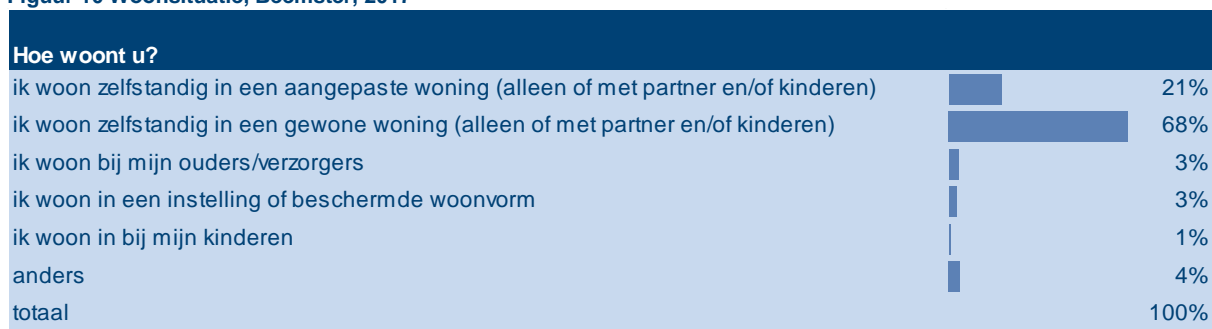 Hoe woont u?
ik woon zelfstandig in een aangepaste woning (alleen of met partner en/of kinderen) 21%
ik woon zelfstandig in een gewone woning (alleen of met partner en/of kinderen) 68%
ik woon bij mijn ouders/verzorgers 3%
ik woon in een instelling of beschermde woonvorm 3%
ik woon in bij mijn kinderen 1%
anders 4%
totaal 100%